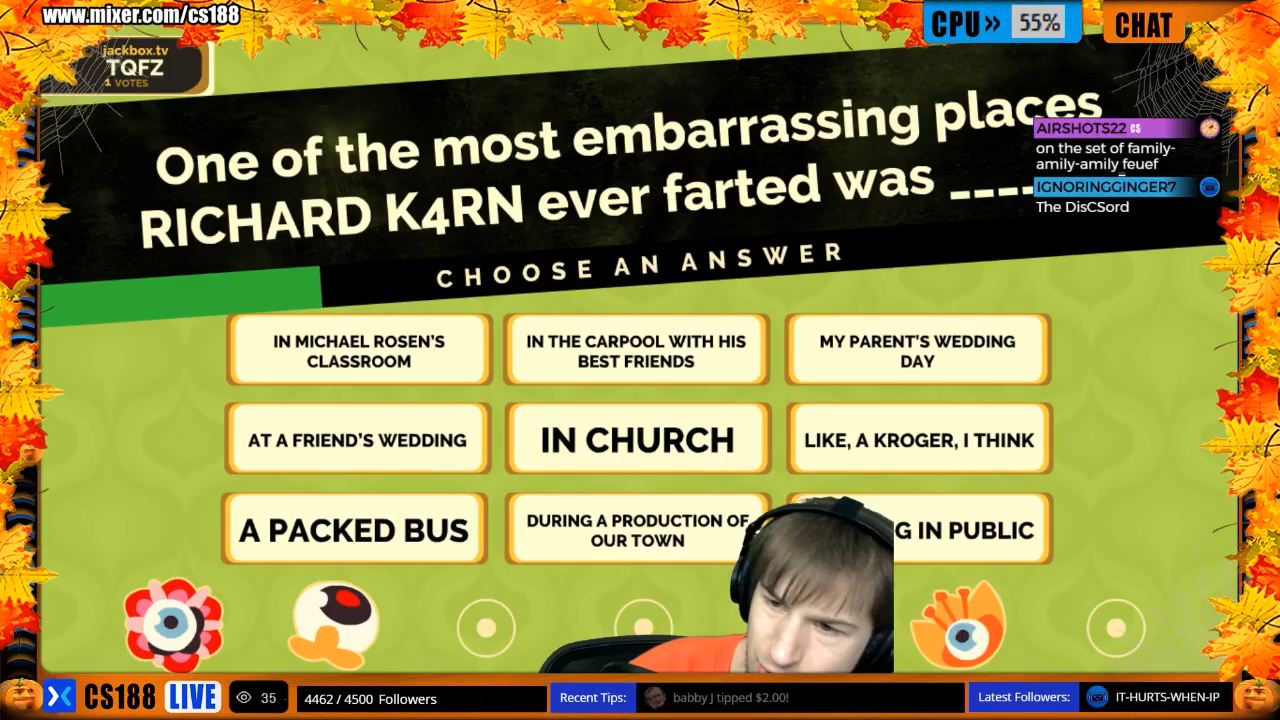 www.mixer.com/cs188
CPU >> 55%
CHAT
jackbox.tv
TQFZ
1 VOTES
One of the most embarrassing places
RICHARD K4RN ever farted was ____
CHOOSE AN ANSWER
AIRSHOTS22 CS
on the set of family-
amily-amily feuef
IGNORINGGINGER7
The DisCSord
IN MICHAEL ROSEN'S
CLASSROOM
IN THE CARPOOL WITH HIS
BEST FRIENDS
MY PARENT'S WEDDING
DAY
AT A FRIEND'S WEDDING
IN CHURCH
LIKE, A KROGER, I THINK
A PACKED BUS
DURING A PRODUCTION OF
OUR TOWN
G IN PUBLIC
CS188 LIVE
35
4462 / 4500 Followers
Recent Tips:
babby J tipped $2.00!
Latest Followers:
IT-HURTS-WHEN-IP